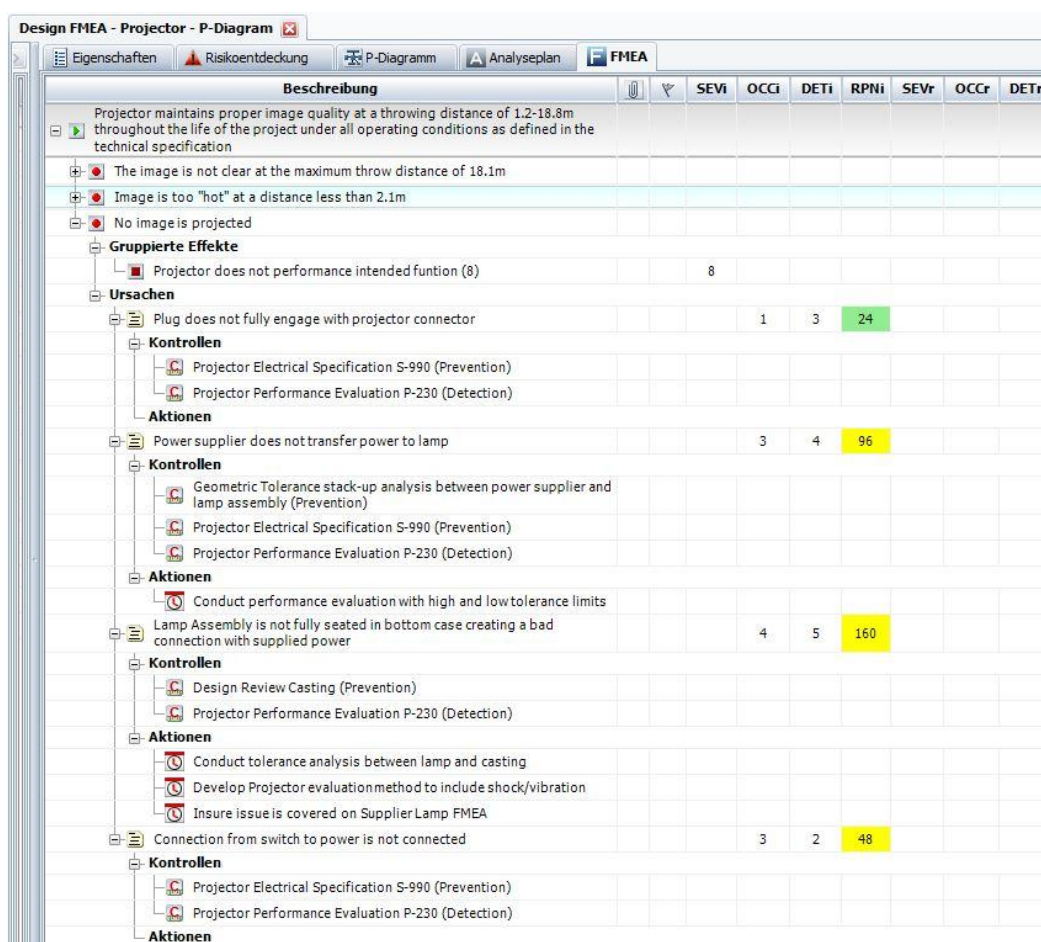 Design FMEA - Projector - P-Diagram
Eigenschaften Risikoentdeckung P-Diagramm Analyseplan FMEA
Beschreibung SEVi OCCi DETi RPNi SEVr OCCr DETr
Projector maintains proper image quality at a throwing distance of 1.2-18.8m
throughout the life of the project under all operating conditions as defined in the
technical specification
The image is not clear at the maximum throw distance of 18.1m
Image is too "hot" at a distance less than 2.1m
No image is projected
Gruppierte Effekte
Projector does not performance intended funtion (8) 8
Ursachen
Plug does not fully engage with projector connector 1 3 24
Kontrollen
Projector Electrical Specification S-990 (Prevention)
Projector Performance Evaluation P-230 (Detection)
Aktionen
Power supplier does not transfer power to lamp 3 4 96
Kontrollen
Geometric Tolerance stack-up analysis between power supplier and
lamp assembly (Prevention)
Projector Electrical Specification S-990 (Prevention)
Projector Performance Evaluation P-230 (Detection)
Aktionen
Conduct performance evaluation with high and low tolerance limits
Lamp Assembly is not fully seated in bottom case creating a bad
connection with supplied power 4 5 160
Kontrollen
Design Review Casting (Prevention)
Projector Performance Evaluation P-230 (Detection)
Aktionen
Conduct tolerance analysis between lamp and casting
Develop Projector evaluation method to include shock/vibration
Insure issue is covered on Supplier Lamp FMEA
Connection from switch to power is not connected 3 2 48
Kontrollen
Projector Electrical Specification S-990 (Prevention)
Projector Performance Evaluation P-230 (Detection)
Aktionen